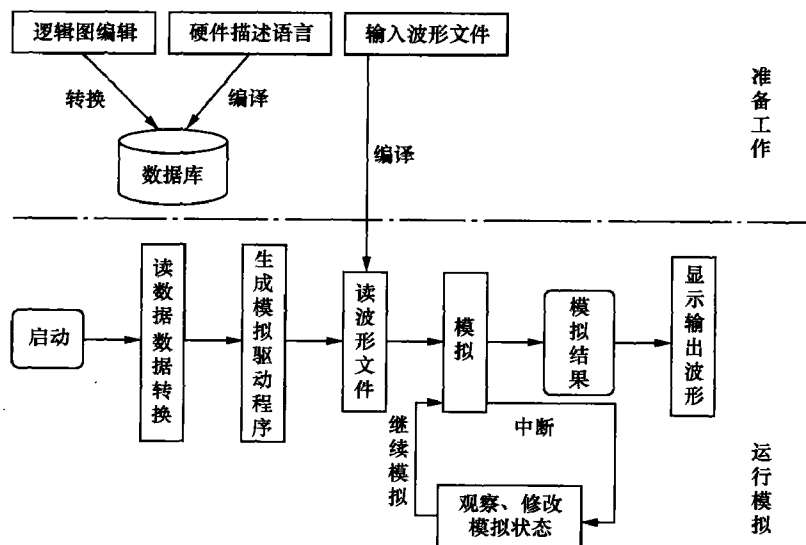 逻辑图编辑
硬件描述语言
输入波形文件
转换
编译
编译
数据库
准备工作
启动
读数据数据转换
生成模拟驱动程序
读波形文件
模拟
模拟结果
显示输出波形
继续模拟
中断
观察、修改
模拟状态
运行模拟